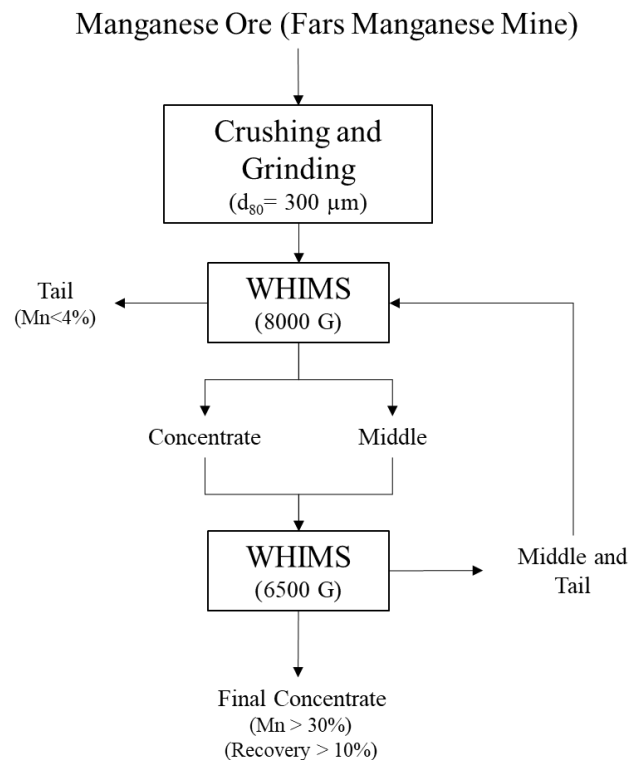 Manganese Ore (Fars Manganese Mine)
Crushing and
Grinding
(d₈₀= 300 µm)
WHIMS
(8000 G)
Tail
(Mn<4%)
Concentrate
Middle
WHIMS
(6500 G)
Middle and
Tail
Final Concentrate
(Mn > 30%)
(Recovery > 10%)